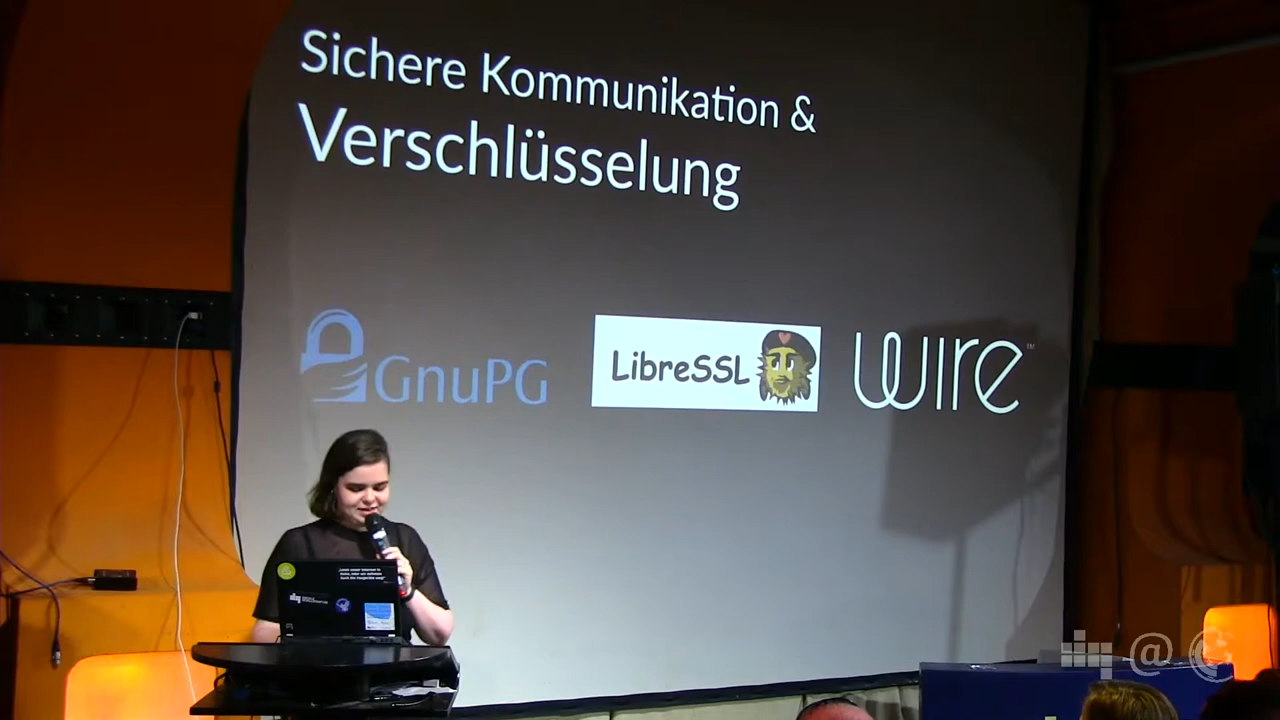 Sichere Kommunikation &
Verschlüsselung
GnuPG
LibreSSL
wire
@